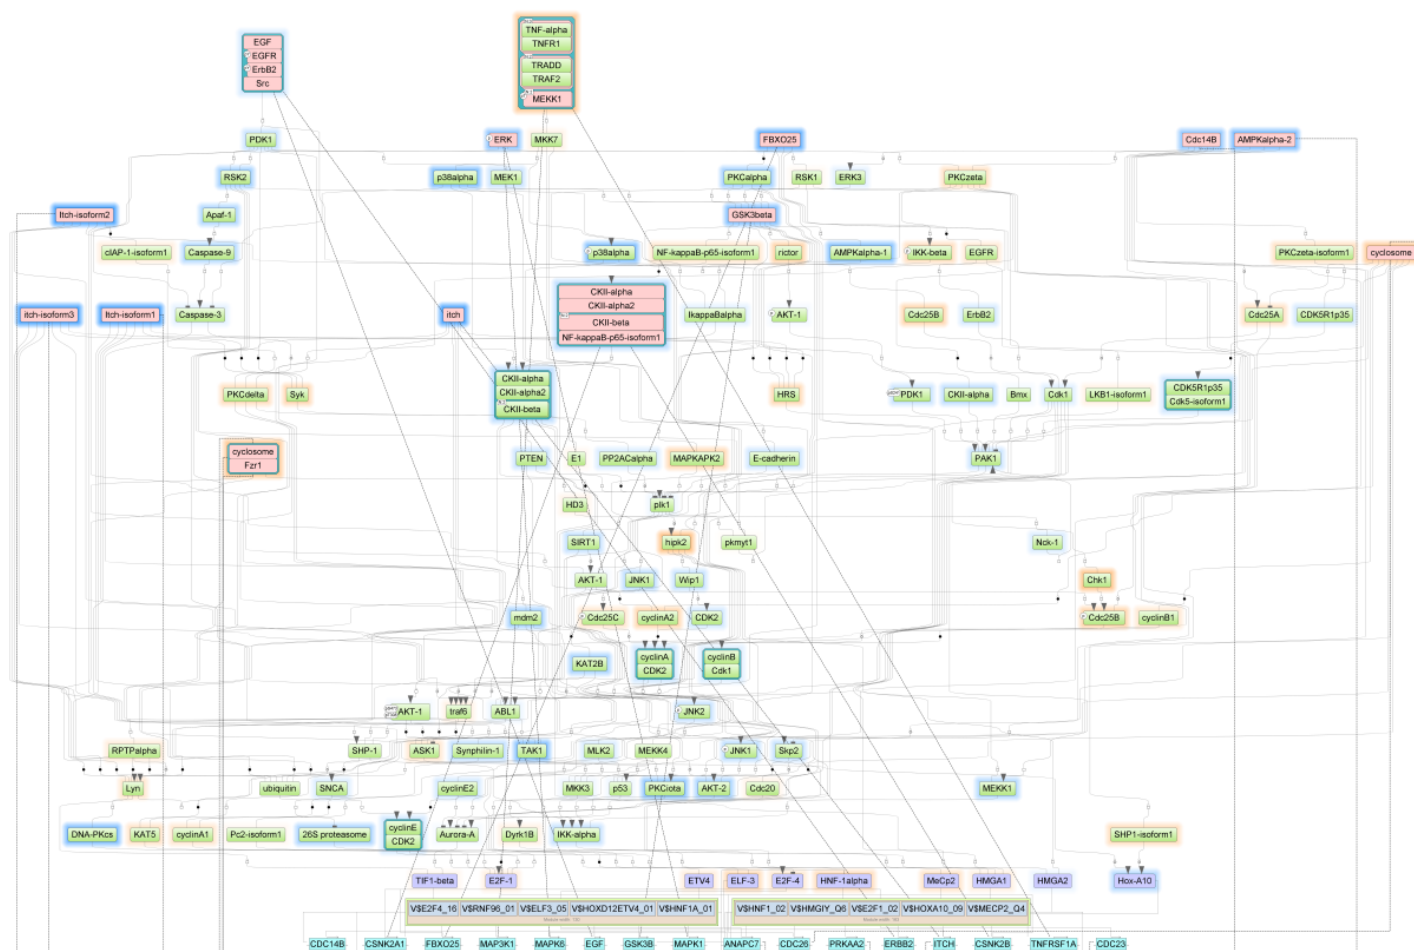 TNF-alpha
TNFR1
TRADD
TRAF2
MEKK1
EGF
EGFR
ErbB2
Src
PDK1
ERK
MKK7
FBXO25
Cdc14B
AMPKalpha-2
RSK2
p38alpha
MEK1
PKCalpha
RSK1
ERK3
PKCzeta
Itch-isoform2
Apaf-1
GSK3beta
cIAP-1-isoform1
Caspase-9
p38alpha
NF-kappaB-p65-isoform1
rictor
AMPKalpha-1
IKK-beta
EGFR
PKCzeta-isoform1
cyclosome
CKII-alpha
CKII-alpha2
CKII-beta
NF-kappaB-p65-isoform1
itch-isoform3
Itch-isoform1
Caspase-3
itch
IkappaBalpha
AKT-1
Cdc25B
ErbB2
Cdc25A
CDK5R1p35
CKII-alpha
CKII-alpha2
CKII-beta
PKCdelta
Syk
HRS
PDK1
CKII-alpha
Bmx
Cdk1
LKB1-isoform1
CDK5R1p35
Cdk5-isoform1
cyclosome
Fzr1
PTEN
E1
PP2ACalpha
MAPKAPK2
E-cadherin
PAK1
HD3
plk1
SIRT1
hipk2
pkmyt1
Nck-1
AKT-1
JNK1
Wip1
Chk1
mdm2
Cdc25C
cyclinA2
CDK2
Cdc25B
cyclinB1
KAT2B
cyclinA
CDK2
cyclinB
Cdk1
AKT-1
traf6
ABL1
JNK2
RPTPalpha
SHP-1
ASK1
Synphilin-1
TAK1
MLK2
MEKK4
JNK1
Skp2
Lyn
ubiquitin
SNCA
cyclinE2
MKK3
p53
PKCiota
AKT-2
Cdc20
MEKK1
DNA-PKcs
KAT5
cyclinA1
Pc2-isoform1
26S proteasome
cyclinE
CDK2
Aurora-A
Dyrk1B
IKK-alpha
SHP1-isoform1
TIF1-beta
E2F-1
ETV4
ELF-3
E2F-4
HNF-1alpha
MeCp2
HMGA1
HMGA2
Hox-A10
V$E2F4_16 V$RNF96_01 V$ELF3_05 V$HOXD12ETV4_01 V$HNF1A_01
V$HNF1_02 V$HMGIY_Q6 V$E2F1_02 V$HOXA10_09 V$MECP2_Q4
CDC14B
CSNK2A1
FBXO25
MAP3K1
MAPK6
EGF
GSK3B
MAPK1
ANAPC7
CDC26
PRKAA2
ERBB2
ITCH
CSNK2B
TNFRSF1A
CDC23